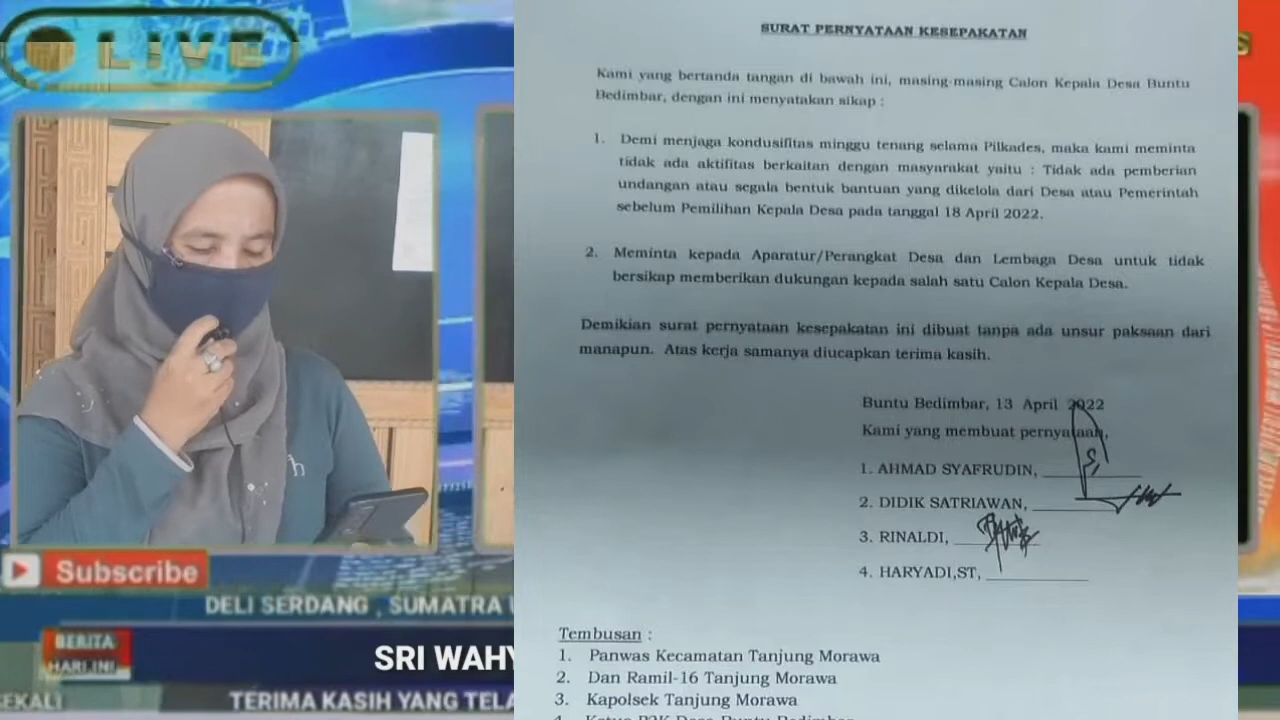 LIVE
SURAT PERNYATAAN KESEPAKATAN
Kami yang bertanda tangan di bawah ini, masing-masing Calon Kepala Desa Buntu
Bedimbar, dengan ini menyatakan sikap :
1. Demi menjaga kondusifitas minggu tenang selama Pilkades, maka kami meminta
tidak ada aktifitas berkaitan dengan masyarakat yaitu : Tidak ada pemberian
undangan atau segala bentuk bantuan yang dikelola dari Desa atau Pemerintah
sebelum Pemilihan Kepala Desa pada tanggal 18 April 2022.
2. Meminta kepada Aparatur/Perangkat Desa dan Lembaga Desa untuk tidak
bersikap memberikan dukungan kepada salah satu Calon Kepala Desa.
Demikian surat pernyataan kesepakatan ini dibuat tanpa ada unsur paksaan dari
manapun. Atas kerja samanya diucapkan terima kasih.
Buntu Bedimbar, 13 April 2022
Kami yang membuat pernyataan,
1. AHMAD SYAFRUDIN,
2. DIDIK SATRIAWAN,
3. RINALDI,
4. HARYADI,ST,
Tembusan :
1. Panwas Kecamatan Tanjung Morawa
2. Dan Ramil-16 Tanjung Morawa
3. Kapolsek Tanjung Morawa
Subscribe
DELI SERDANG , SUMATRA
BERITA
HARI INI
SRI WAHY
SEKALI
TERIMA KASIH YANG TELA